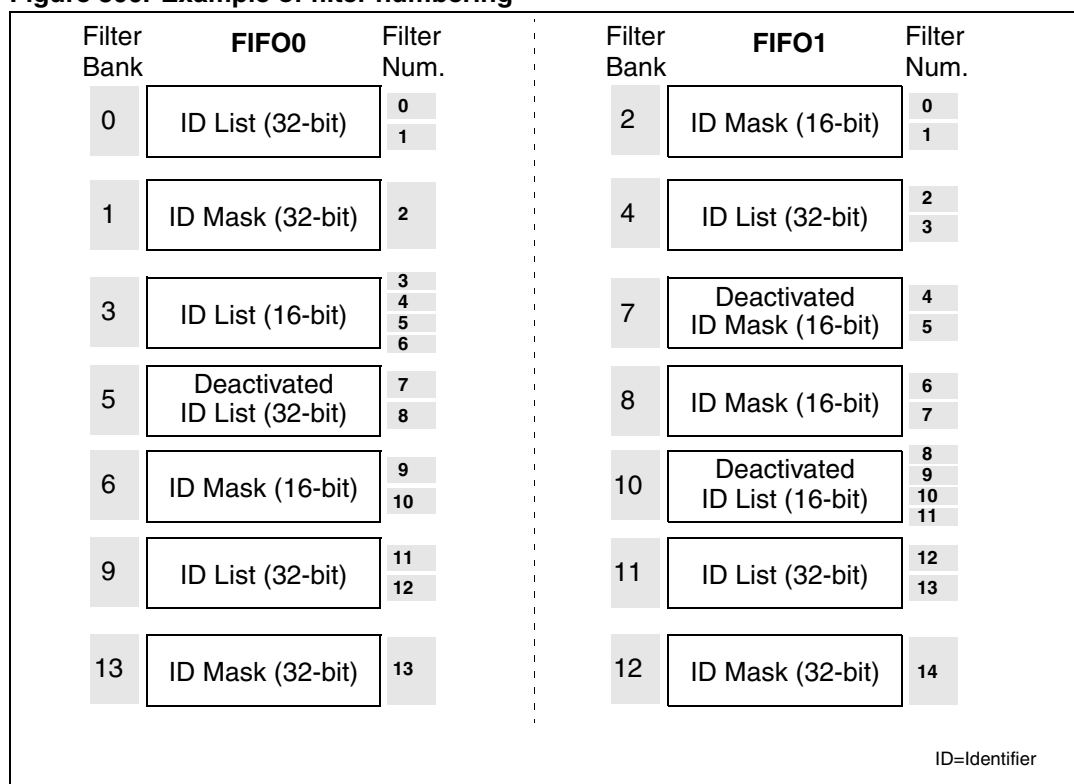 Filter Bank FIFO0 Filter Num.
0 ID List (32-bit) 0
1
1 ID Mask (32-bit) 2
3 ID List (16-bit) 3
4
5
6
5 Deactivated
ID List (32-bit) 7
8
6 ID Mask (16-bit) 9
10
9 ID List (32-bit) 11
12
13 ID Mask (32-bit) 13
Filter Bank FIFO1 Filter Num.
2 ID Mask (16-bit) 0
1
4 ID List (32-bit) 2
3
7 Deactivated
ID Mask (16-bit) 4
5
8 ID Mask (16-bit) 6
7
10 Deactivated
ID List (16-bit) 8
9
10
11
11 ID List (32-bit) 12
13
12 ID Mask (32-bit) 14
ID=Identifier